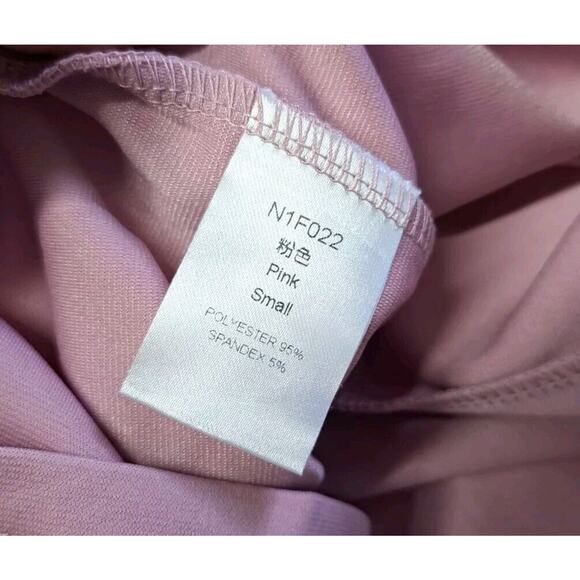 N1F022
粉色
Pink
Small
POLYESTER 95%
SPANDEX 5%